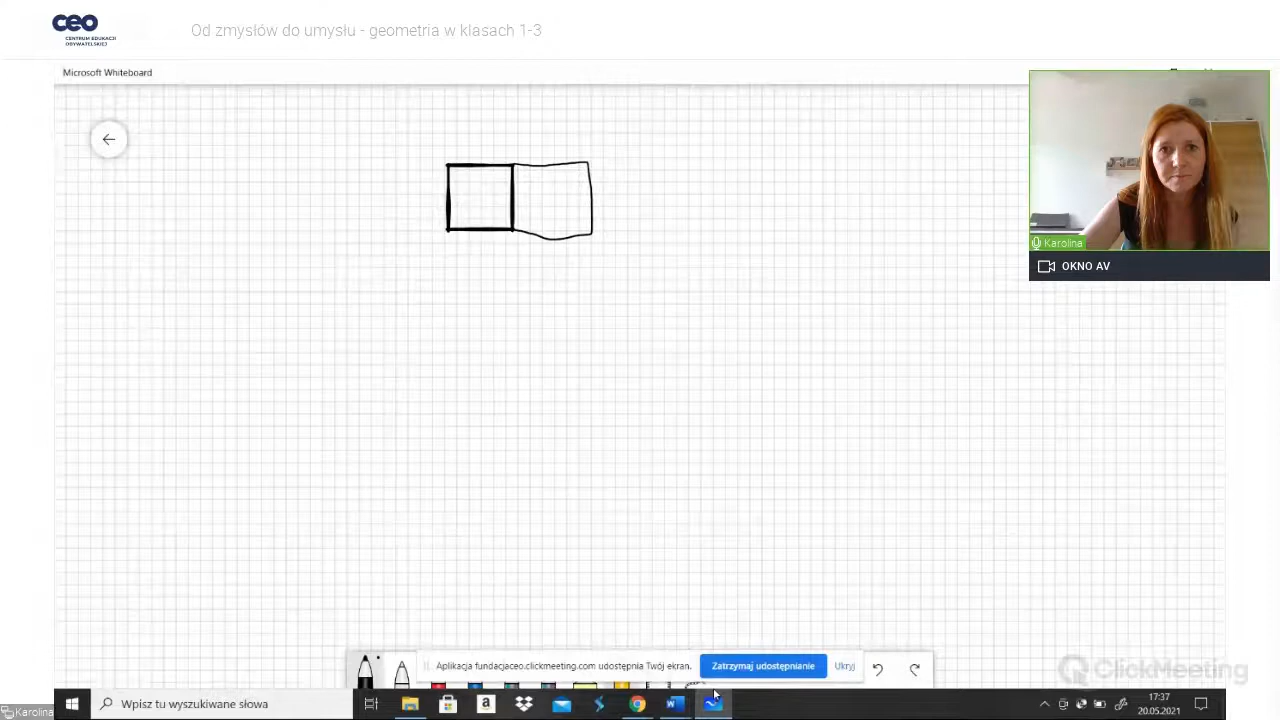 ceo
CENTRUM EDUKACJI
OBYWATELSKIEJ
Od zmysłów do umysłu - geometria w klasach 1-3
Microsoft Whiteboard
Karolina
OKNO AV
Aplikacja fundacjaceo.clickmeeting.com udostępnia Twój ekran.
Zatrzymaj udostępnianie
Ukryj
ClickMeeting
Karolina
Wpisz tu wyszukiwane słowa
17:37
20.05.2021